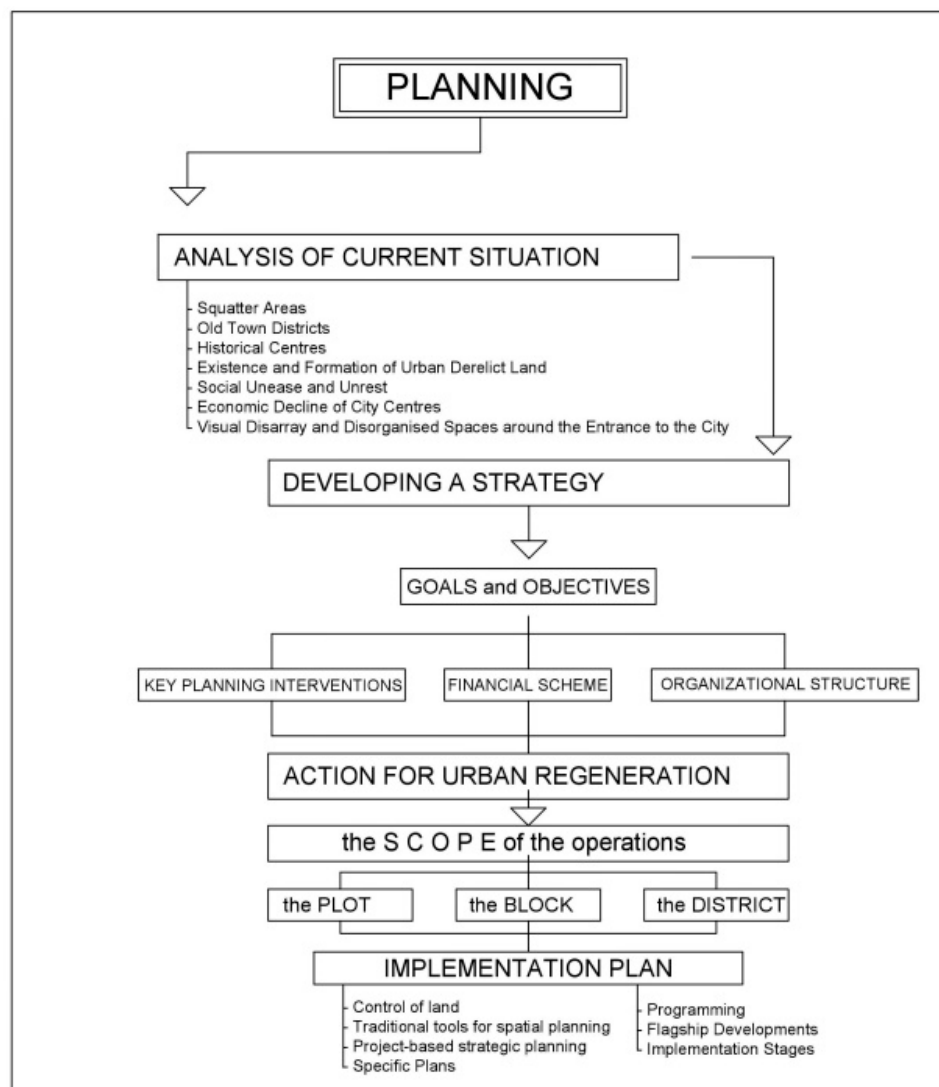 PLANNING
ANALYSIS OF CURRENT SITUATION
- Squatter Areas
- Old Town Districts
- Historical Centres
- Existence and Formation of Urban Derelict Land
- Social Unease and Unrest
- Economic Decline of City Centres
- Visual Disarray and Disorganised Spaces around the Entrance to the City
DEVELOPING A STRATEGY
GOALS and OBJECTIVES
KEY PLANNING INTERVENTIONS
FINANCIAL SCHEME
ORGANIZATIONAL STRUCTURE
ACTION FOR URBAN REGENERATION
the S C O P E of the operations
the PLOT
the BLOCK
the DISTRICT
IMPLEMENTATION PLAN
- Control of land
- Traditional tools for spatial planning
- Project-based strategic planning
- Specific Plans
- Programming
- Flagship Developments
- Implementation Stages